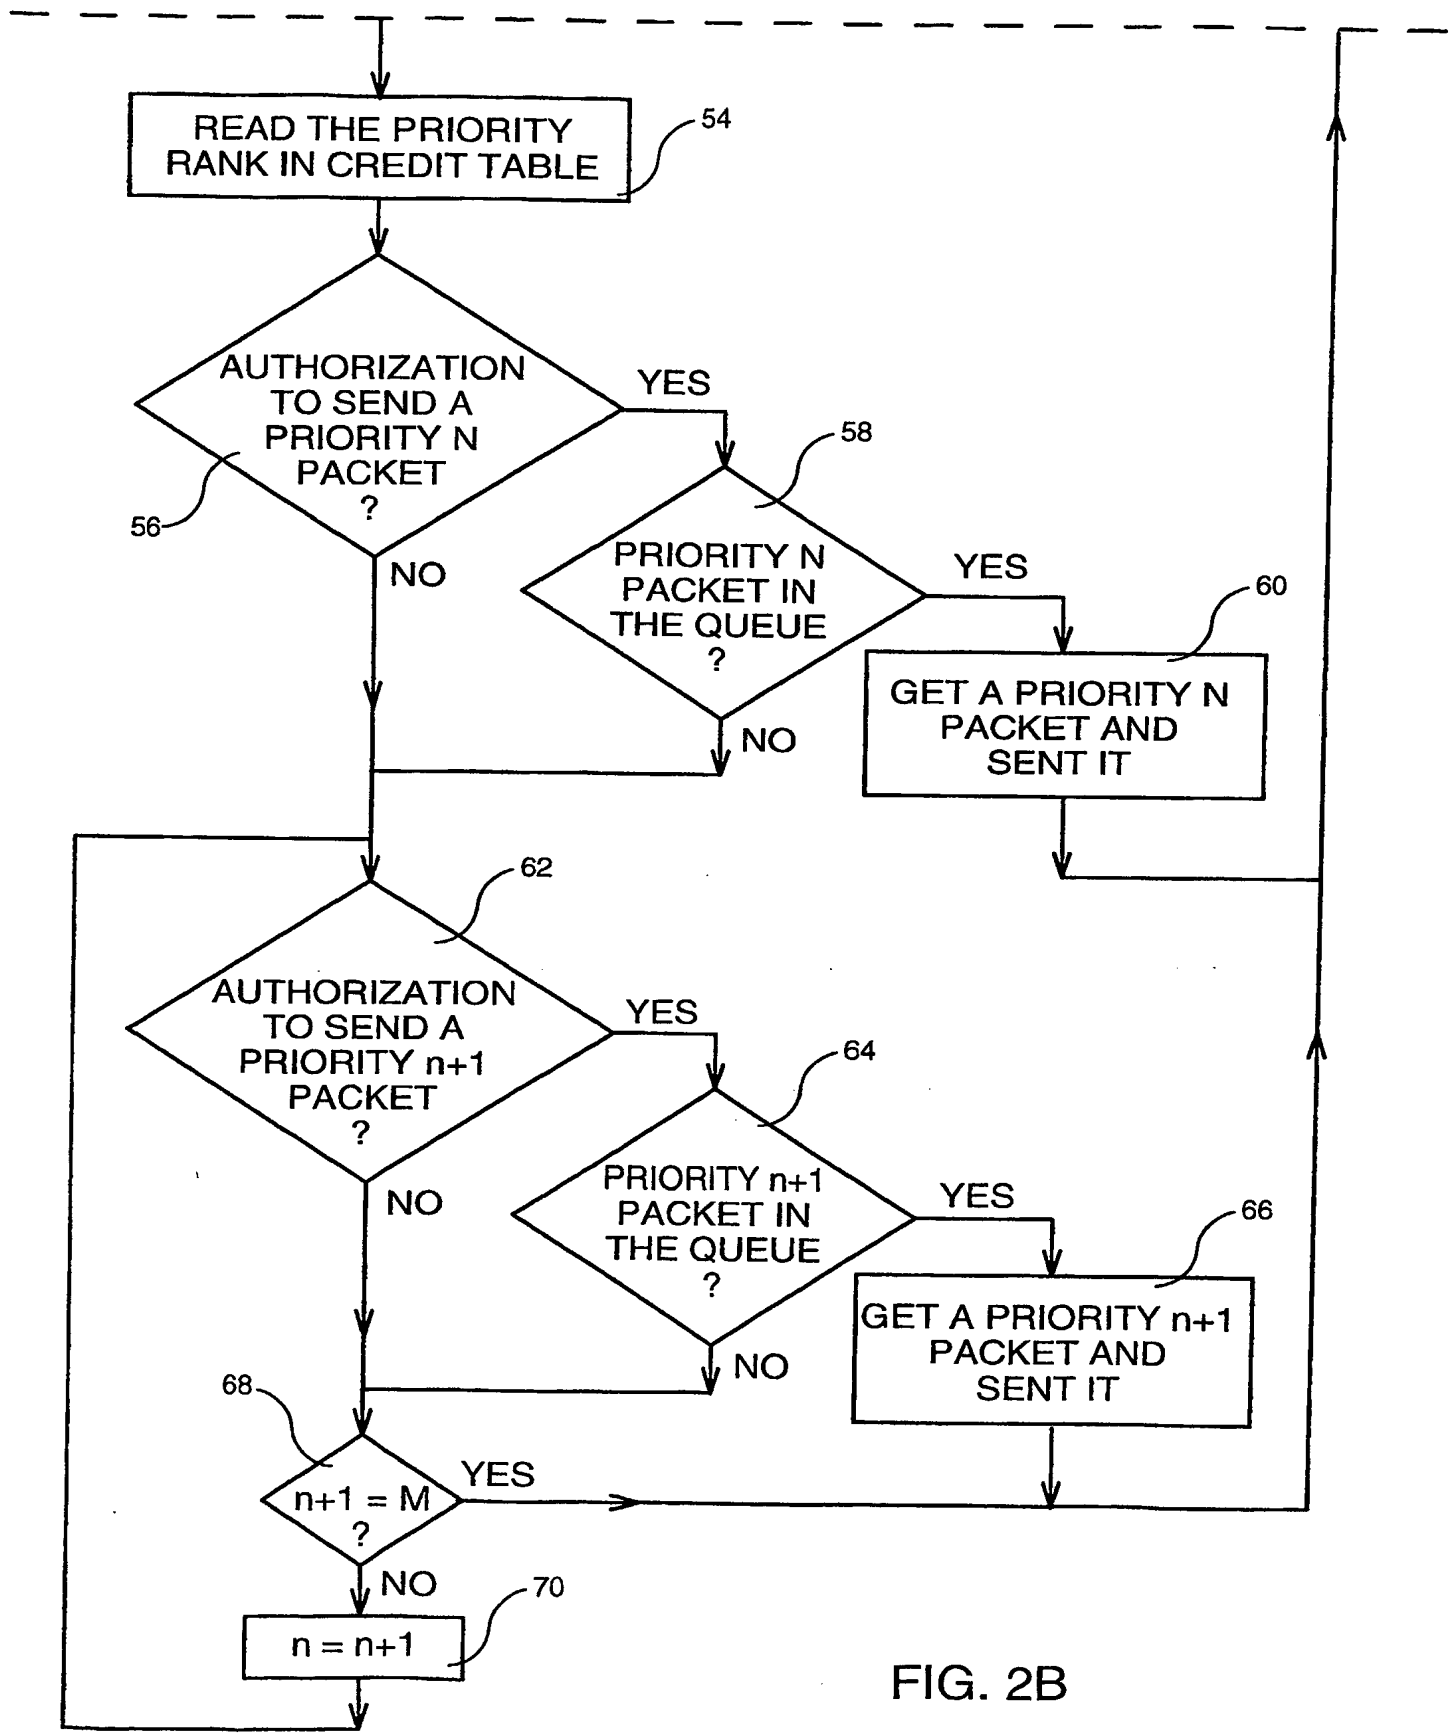 READ THE PRIORITY
RANK IN CREDIT TABLE
54
AUTHORIZATION
TO SEND A
PRIORITY N
PACKET
?
56
YES
NO
58
PRIORITY N
PACKET IN
THE QUEUE
?
YES
NO
60
GET A PRIORITY N
PACKET AND
SENT IT
62
AUTHORIZATION
TO SEND A
PRIORITY n+1
PACKET
?
YES
NO
64
PRIORITY n+1
PACKET IN
THE QUEUE
?
YES
NO
66
GET A PRIORITY n+1
PACKET AND
SENT IT
68
n+1 = M
?
YES
NO
70
n = n+1
FIG. 2B